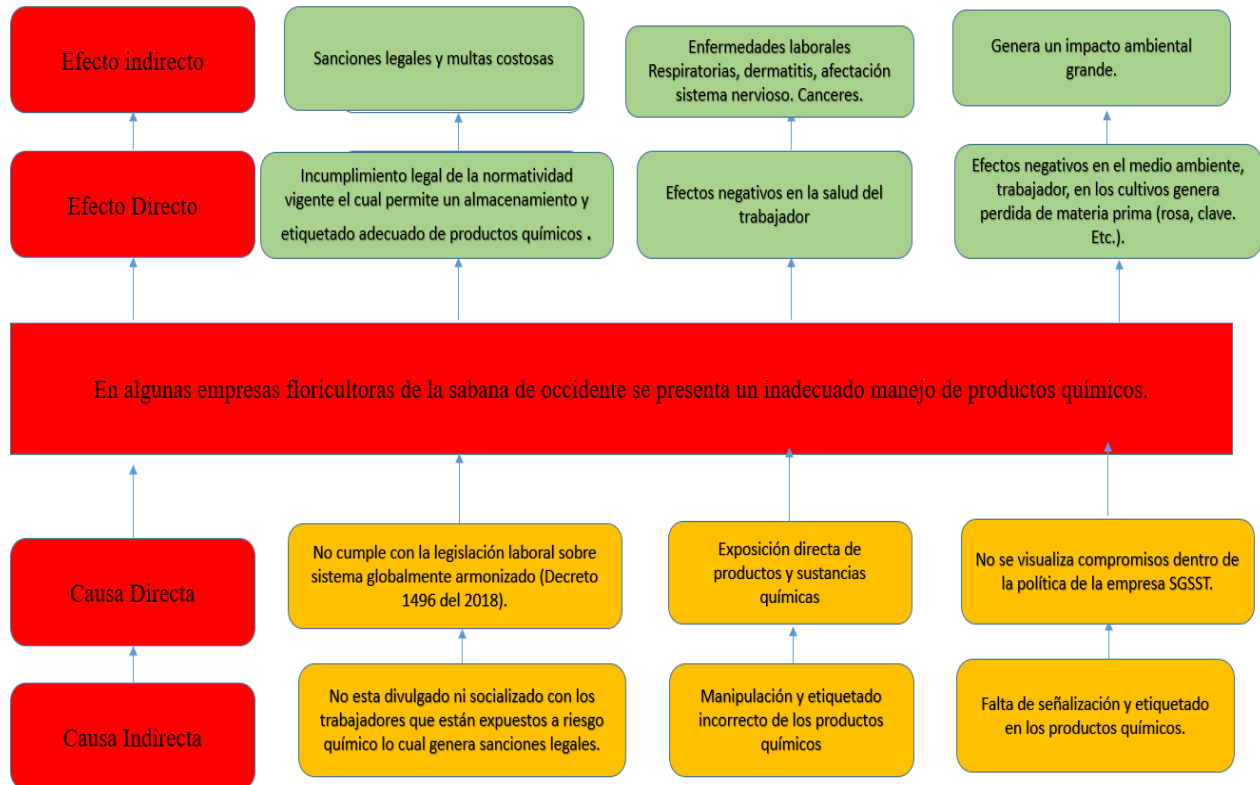 Efecto indirecto
Sanciones legales y multas costosas
Enfermedades laborales
Respiratorias, dermatitis, afectación
sistema nervioso. Canceres.
Genera un impacto ambiental
grande.
Efecto Directo
Incumplimiento legal de la normatividad
vigente el cual permite un almacenamiento y
etiquetado adecuado de productos químicos .
Efectos negativos en la salud del
trabajador
Efectos negativos en el medio ambiente,
trabajador, en los cultivos genera
perdida de materia prima (rosa, clave.
Etc.).
En algunas empresas floricultoras de la sabana de occidente se presenta un inadecuado manejo de productos químicos.
Causa Directa
No cumple con la legislación laboral sobre
sistema globalmente armonizado (Decreto
1496 del 2018).
Exposición directa de
productos y sustancias
químicas
No se visualiza compromisos dentro de
la política de la empresa SGSST.
Causa Indirecta
No esta divulgado ni socializado con los
trabajadores que están expuestos a riesgo
químico lo cual genera sanciones legales.
Manipulación y etiquetado
incorrecto de los productos
químicos
Falta de señalización y etiquetado
en los productos químicos.